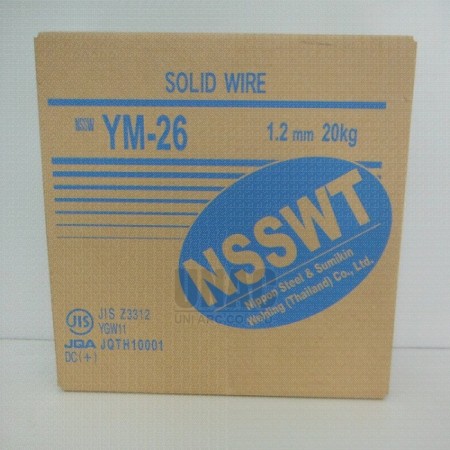 SOLID WIRE
NSSW YM-26 1.2 mm 20kg
NSSWT
Nippon Steel & Sumikin
Welding (Thailand) Co., Ltd.
JIS JIS Z3312
YGW11
JQA JQTH10001
DC(+)